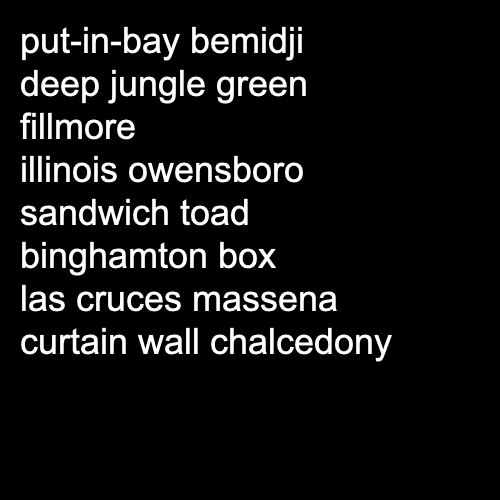 put-in-bay bemidji
deep jungle green
fillmore
illinois owensboro
sandwich toad
binghamton box
las cruces massena
curtain wall chalcedony